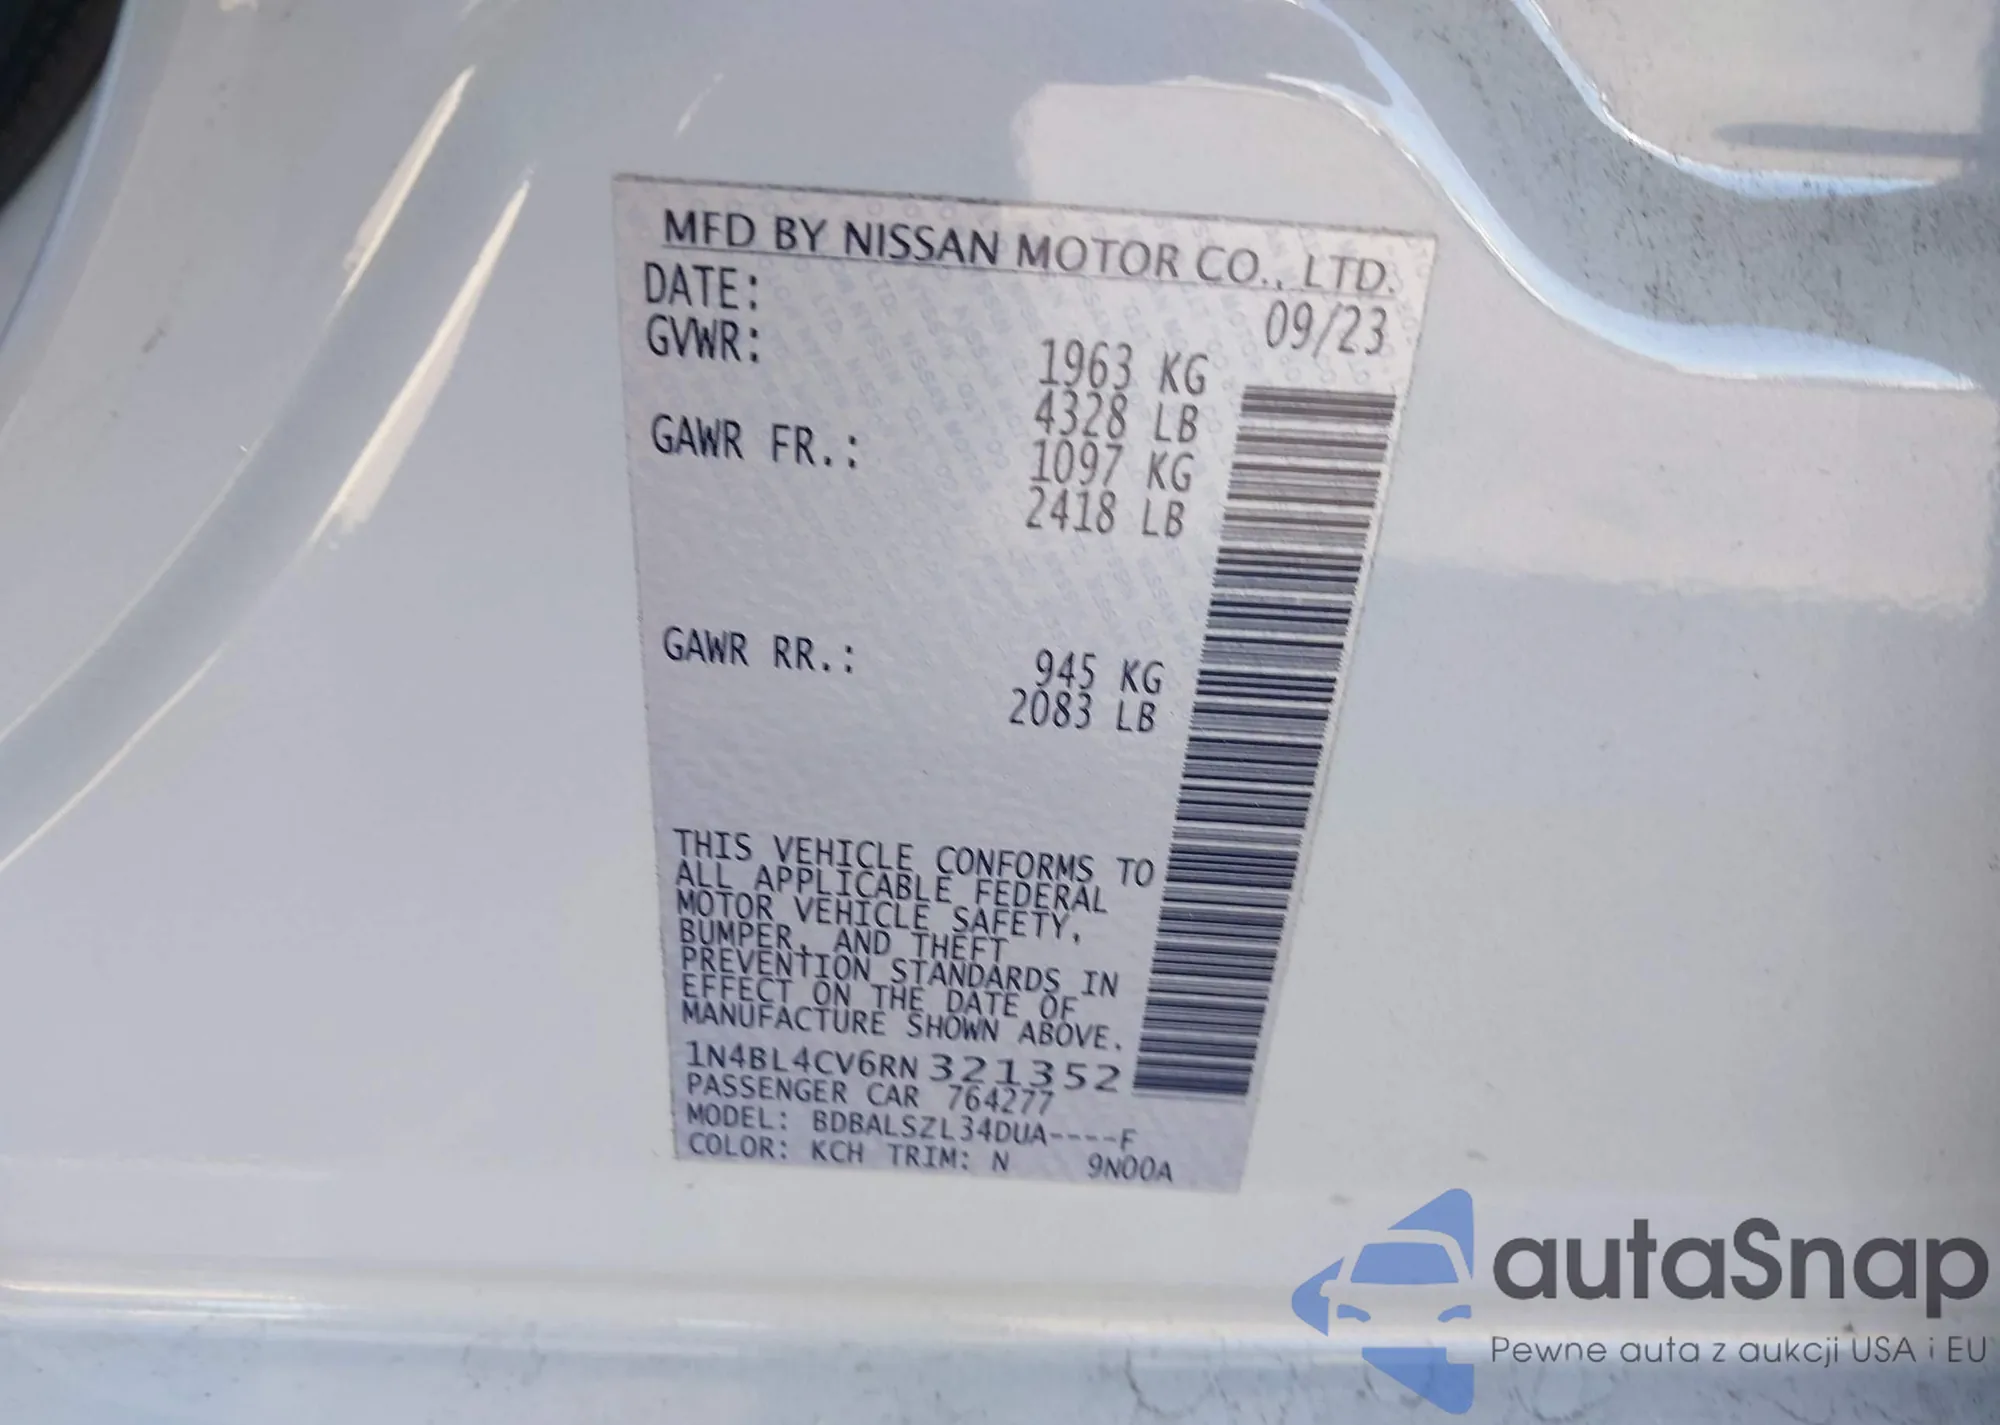 MFD BY NISSAN MOTOR CO., LTD.
DATE: 09/23
GVWR: 1963 KG
4328 LB
GAWR FR.: 1097 KG
2418 LB
GAWR RR.: 945 KG
2083 LB
THIS VEHICLE CONFORMS TO
ALL APPLICABLE FEDERAL
MOTOR VEHICLE SAFETY,
BUMPER, AND THEFT
PREVENTION STANDARDS IN
EFFECT ON THE DATE OF
MANUFACTURE SHOWN ABOVE.
1N4BL4CV6RN321352
PASSENGER CAR 764277
MODEL: BDBALSZL34DUA----F
COLOR: KCH TRIM: N 9N00A
autaSnap
Pewne auta z aukcji USA i EU